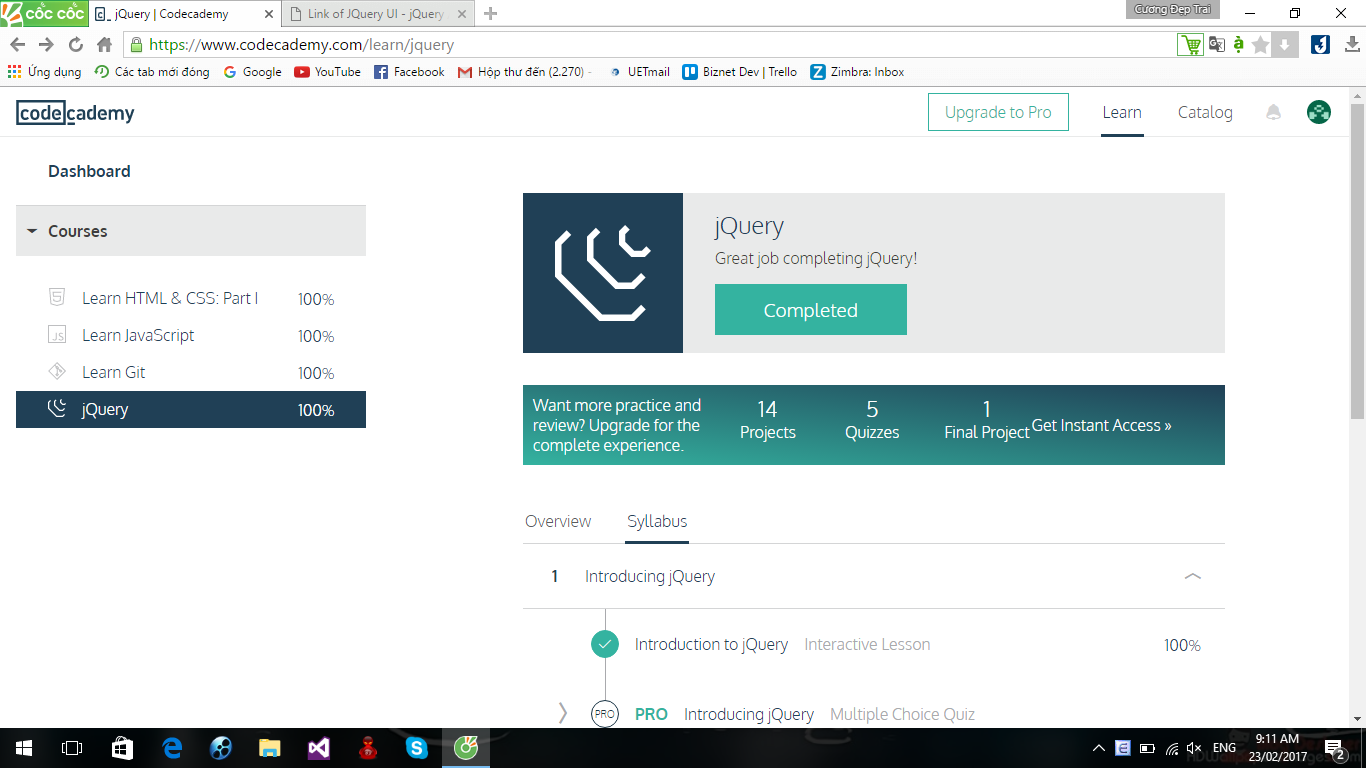 cốc cốc
jQuery | Codecademy
Link of JQuery UI - jQuery
Cương Đẹp Trai
https://www.codecademy.com/learn/jquery
Ứng dụng
Các tab mới đóng
Google
YouTube
Facebook
Hộp thư đến (2.270) -
UETmail
Biznet Dev | Trello
Zimbra: Inbox
codecademy
Upgrade to Pro
Learn
Catalog
Dashboard
Courses
Learn HTML & CSS: Part I 100%
Learn JavaScript 100%
Learn Git 100%
jQuery 100%
jQuery
Great job completing jQuery!
Completed
Want more practice and
review? Upgrade for the
complete experience.
14
Projects
5
Quizzes
1
Final Project
Get Instant Access »
Overview
Syllabus
1 Introducing jQuery
Introduction to jQuery Interactive Lesson 100%
PRO PRO Introducing jQuery Multiple Choice Quiz
ENG
9:11 AM
23/02/2017
2